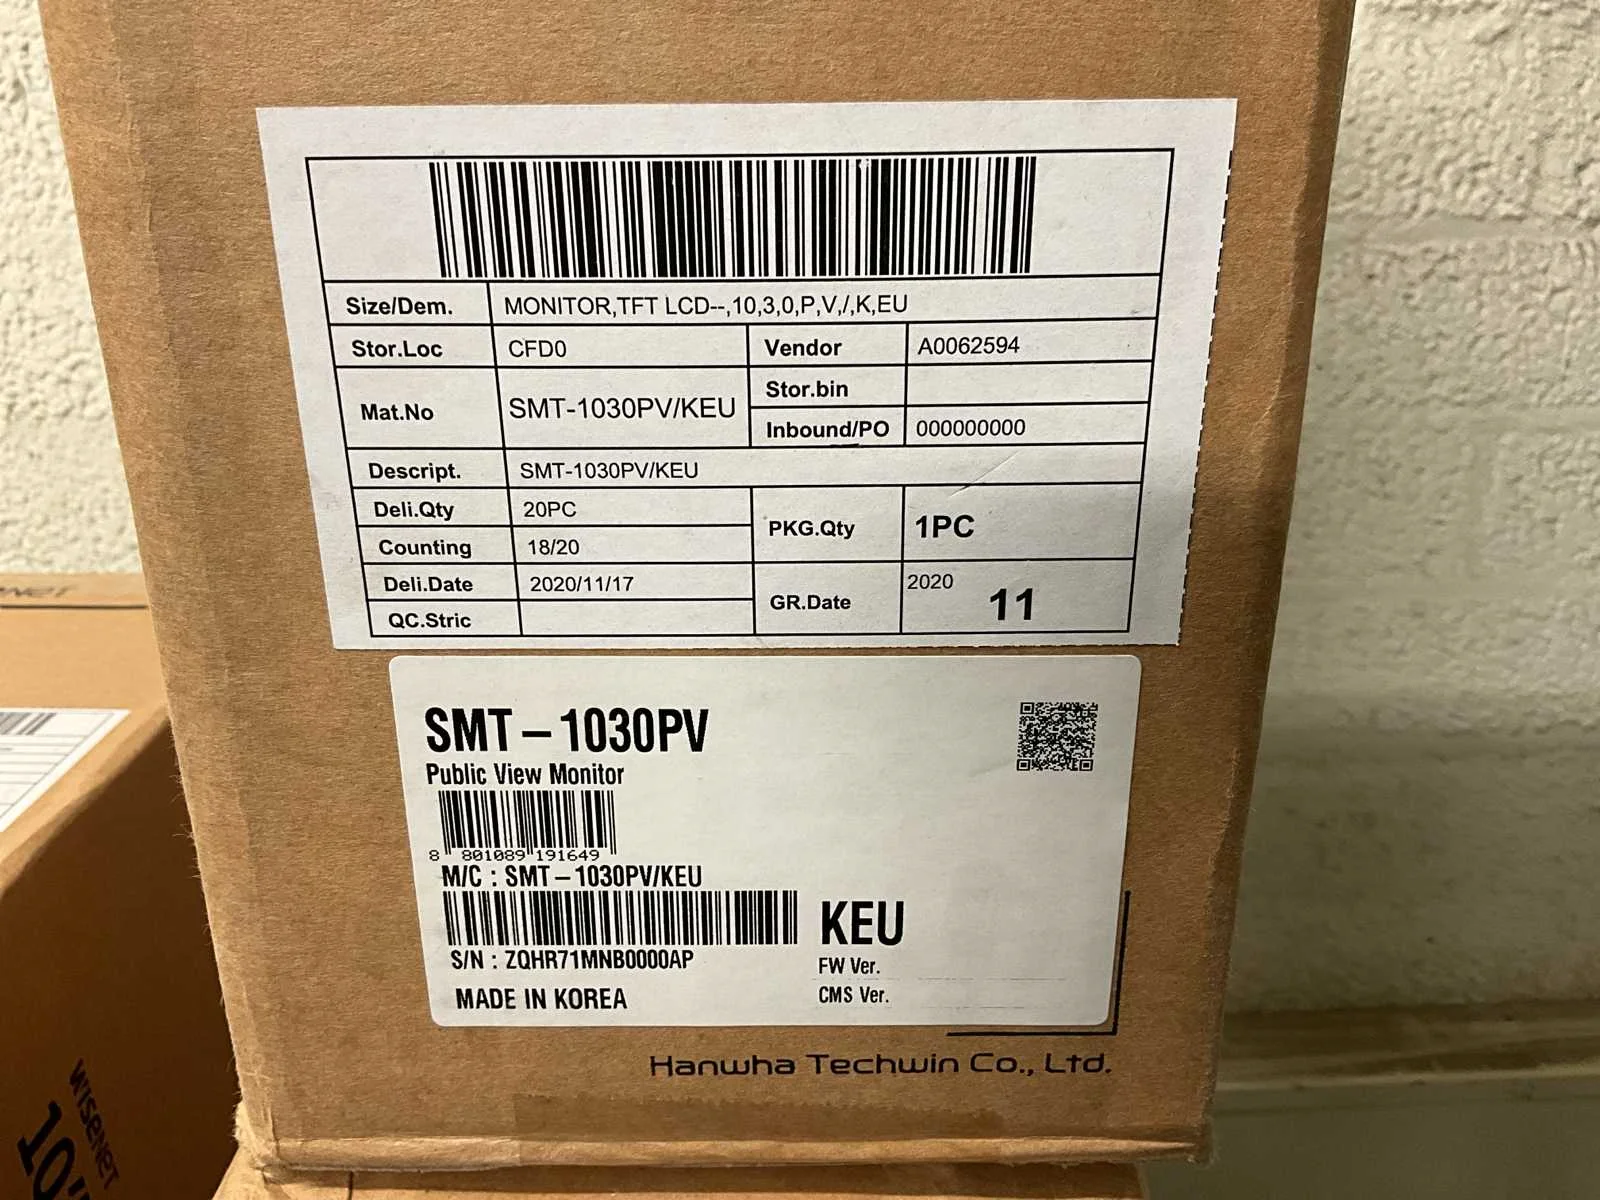 Size/Dem. MONITOR,TFT LCD--,10,3,0,P,V,/,K,EU
Stor.Loc CFD0 Vendor A0062594
Mat.No SMT-1030PV/KEU Stor.bin
Inbound/PO 000000000
Descript. SMT-1030PV/KEU
Deli.Qty 20PC PKG.Qty 1PC
Counting 18/20
Deli.Date 2020/11/17 GR.Date 2020 11
QC.Stric
SMT-1030PV
Public View Monitor
8 801089 191649
M/C : SMT-1030PV/KEU
KEU
S/N : ZQHR71MNB0000AP
FW Ver.
MADE IN KOREA
CMS Ver.
Hanwha Techwin Co., Ltd.
WISENET
10"